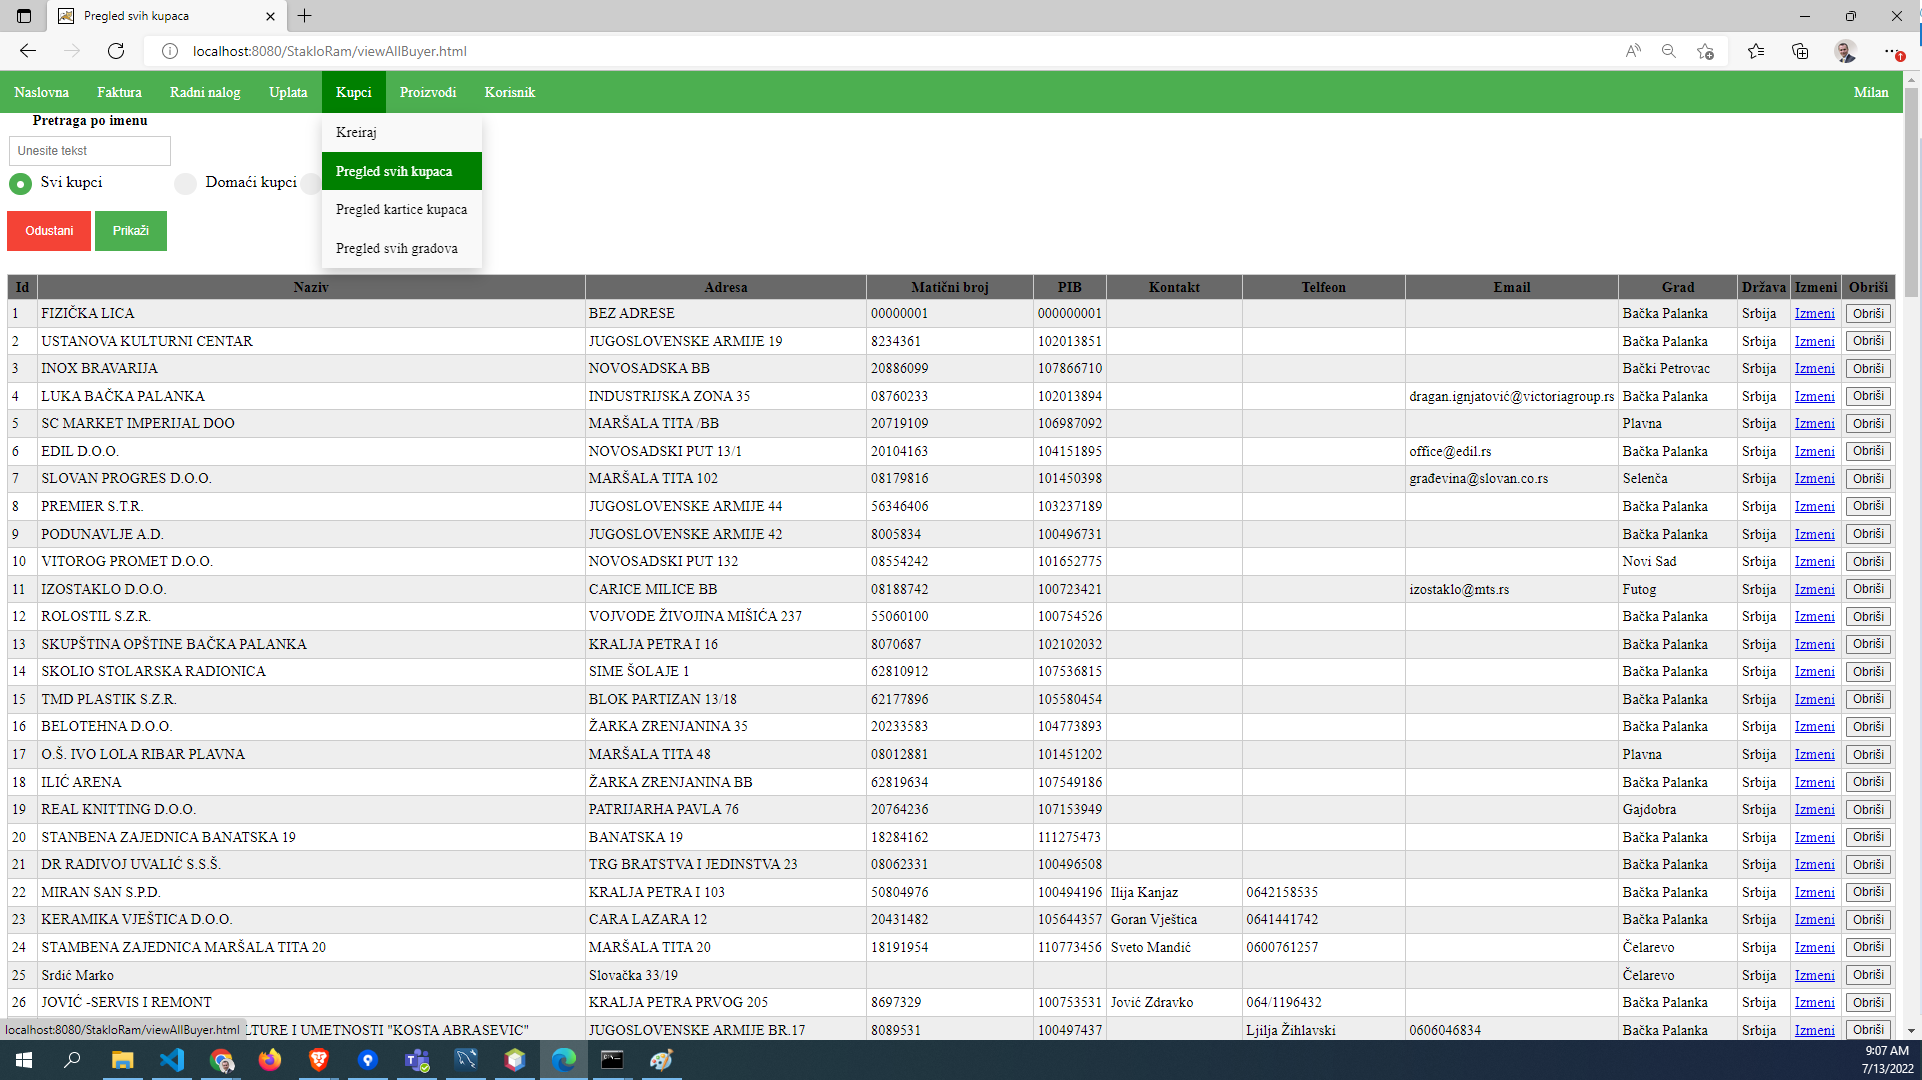 Pregled svih kupaca
localhost:8080/StakloRam/viewAllBuyer.html
Naslovna Faktura Radni nalog Uplata Kupci Proizvodi Korisnik Milan
Pretraga po imenu
Kreiraj
Unesite tekst
Pregled svih kupaca
Svi kupci Domaći kupci
Pregled kartice kupaca
Odustani Prikaži
Pregled svih gradova
Id Naziv Adresa Matični broj PIB Kontakt Telfeon Email Grad Država Izmeni Obriši
1 FIZIČKA LICA BEZ ADRESE 00000001 000000001 Bačka Palanka Srbija Izmeni Obriši
2 USTANOVA KULTURNI CENTAR JUGOSLOVENSKE ARMIJE 19 8234361 102013851 Bačka Palanka Srbija Izmeni Obriši
3 INOX BRAVARIJA NOVOSADSKA BB 20886099 107866710 Bački Petrovac Srbija Izmeni Obriši
4 LUKA BAČKA PALANKA INDUSTRIJSKA ZONA 35 08760233 102013894 dragan.ignjatović@victoriagroup.rs Bačka Palanka Srbija Izmeni Obriši
5 SC MARKET IMPERIJAL DOO MARŠALA TITA /BB 20719109 106987092 Plavna Srbija Izmeni Obriši
6 EDIL D.O.O. NOVOSADSKI PUT 13/1 20104163 104151895 office@edil.rs Bačka Palanka Srbija Izmeni Obriši
7 SLOVAN PROGRES D.O.O. MARŠALA TITA 102 08179816 101450398 građevina@slovan.co.rs Selenča Srbija Izmeni Obriši
8 PREMIER S.T.R. JUGOSLOVENSKE ARMIJE 44 56346406 103237189 Bačka Palanka Srbija Izmeni Obriši
9 PODUNAVLJE A.D. JUGOSLOVENSKE ARMIJE 42 8005834 100496731 Bačka Palanka Srbija Izmeni Obriši
10 VITOROG PROMET D.O.O. NOVOSADSKI PUT 132 08554242 101652775 Novi Sad Srbija Izmeni Obriši
11 IZOSTAKLO D.O.O. CARICE MILICE BB 08188742 100723421 izostaklo@mts.rs Futog Srbija Izmeni Obriši
12 ROLOSTIL S.Z.R. VOJVODE ŽIVOJINA MIŠIĆA 237 55060100 100754526 Bačka Palanka Srbija Izmeni Obriši
13 SKUPŠTINA OPŠTINE BAČKA PALANKA KRALJA PETRA I 16 8070687 102102032 Bačka Palanka Srbija Izmeni Obriši
14 SKOLIO STOLARSKA RADIONICA SIME ŠOLAJE 1 62810912 107536815 Bačka Palanka Srbija Izmeni Obriši
15 TMD PLASTIK S.Z.R. BLOK PARTIZAN 13/18 62177896 105580454 Bačka Palanka Srbija Izmeni Obriši
16 BELOTEHNA D.O.O. ŽARKA ZRENJANINA 35 20233583 104773893 Bačka Palanka Srbija Izmeni Obriši
17 O.Š. IVO LOLA RIBAR PLAVNA MARŠALA TITA 48 08012881 101451202 Plavna Srbija Izmeni Obriši
18 ILIĆ ARENA ŽARKA ZRENJANINA BB 62819634 107549186 Bačka Palanka Srbija Izmeni Obriši
19 REAL KNITTING D.O.O. PATRIJARHA PAVLA 76 20764236 107153949 Gajdobra Srbija Izmeni Obriši
20 STANBENA ZAJEDNICA BANATSKA 19 BANATSKA 19 18284162 111275473 Bačka Palanka Srbija Izmeni Obriši
21 DR RADIVOJ UVALIĆ S.S.Š. TRG BRATSTVA I JEDINSTVA 23 08062331 100496508 Bačka Palanka Srbija Izmeni Obriši
22 MIRAN SAN S.P.D. KRALJA PETRA I 103 50804976 100494196 Ilija Kanjaz 0642158535 Bačka Palanka Srbija Izmeni Obriši
23 KERAMIKA VJEŠTICA D.O.O. CARA LAZARA 12 20431482 105644357 Goran Vještica 0641441742 Bačka Palanka Srbija Izmeni Obriši
24 STAMBENA ZAJEDNICA MARŠALA TITA 20 MARŠALA TITA 20 18191954 110773456 Sveto Mandić 0600761257 Čelarevo Srbija Izmeni Obriši
25 Srdić Marko Slovačka 33/19 Čelarevo Srbija Izmeni Obriši
26 JOVIĆ -SERVIS I REMONT KRALJA PETRA PRVOG 205 8697329 100753531 Jović Zdravko 064/1196432 Bačka Palanka Srbija Izmeni Obriši
localhost:8080/StakloRam/viewAllBuyer.html LTURE I UMETNOSTI "KOSTA ABRASEVIC" JUGOSLOVENSKE ARMIJE BR.17 8089531 100497437 Ljilja Žihlavski 0606046834 Bačka Palanka Srbija Izmeni Obriši
9:07 AM
7/13/2022